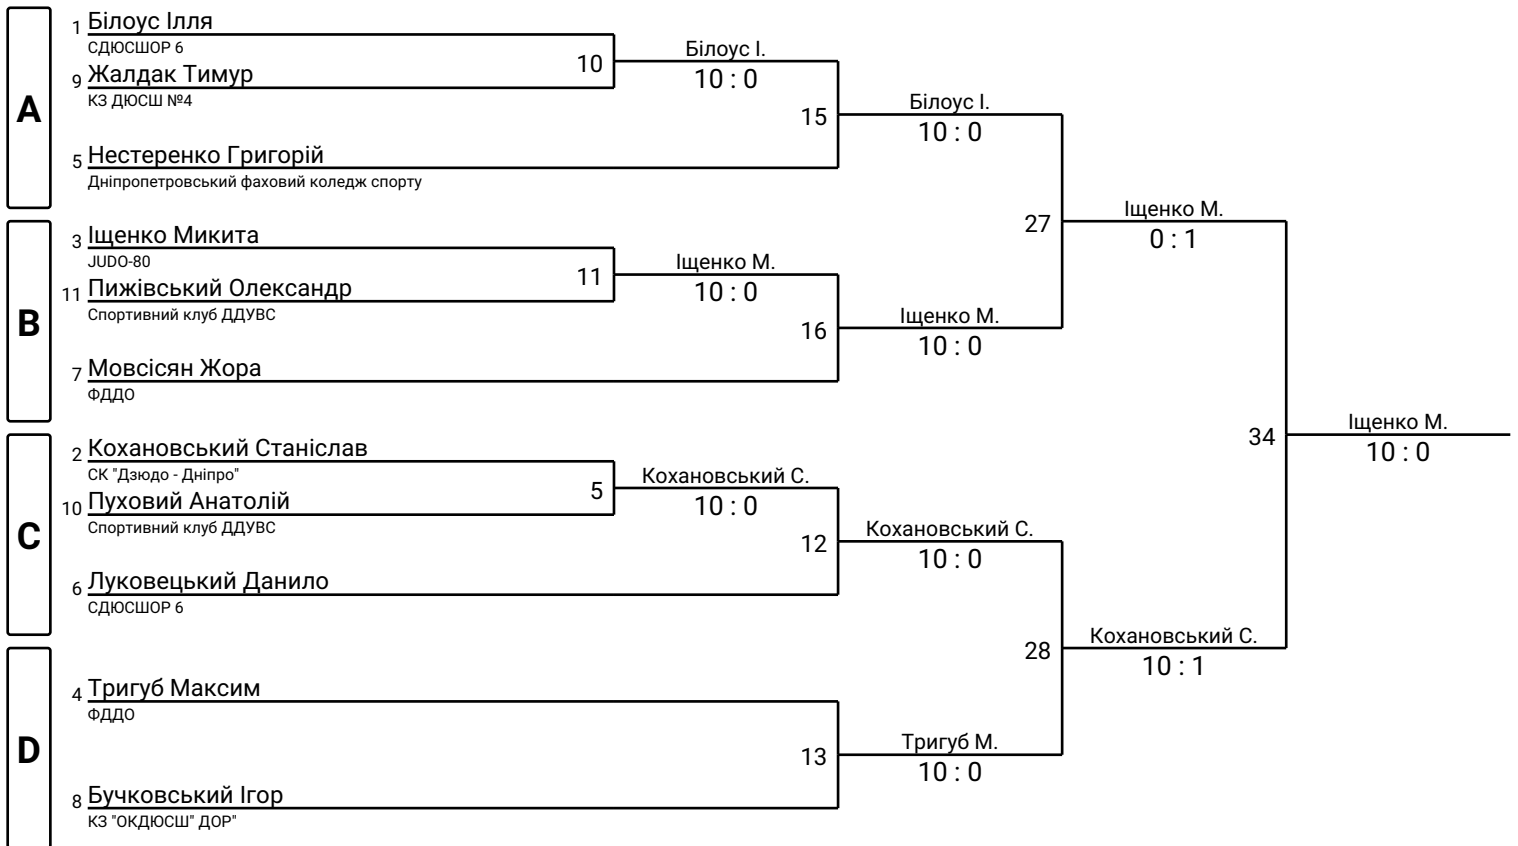 A
1 Білоус Ілля
СДЮСШОР 6
9 Жалдак Тимур
КЗ ДЮСШ №4
5 Нестеренко Григорій
Дніпропетровський фаховий коледж спорту
10
Білоус І.
10 : 0
15
Білоус І.
10 : 0
B
3 Іщенко Микита
JUDO-80
11 Пижівський Олександр
Спортивний клуб ДДУВС
7 Мовсісян Жора
ФДДО
11
Іщенко М.
10 : 0
16
Іщенко М.
10 : 0
27
Іщенко М.
0 : 1
C
2 Кохановський Станіслав
СК "Дзюдо - Дніпро"
10 Пуховий Анатолій
Спортивний клуб ДДУВС
6 Луковецький Данило
СДЮСШОР 6
5
Кохановський С.
10 : 0
12
Кохановський С.
10 : 0
D
4 Тригуб Максим
ФДДО
8 Бучковський Ігор
КЗ "ОКДЮСШ" ДОР"
13
Тригуб М.
10 : 0
28
Кохановський С.
10 : 1
34
Іщенко М.
10 : 0